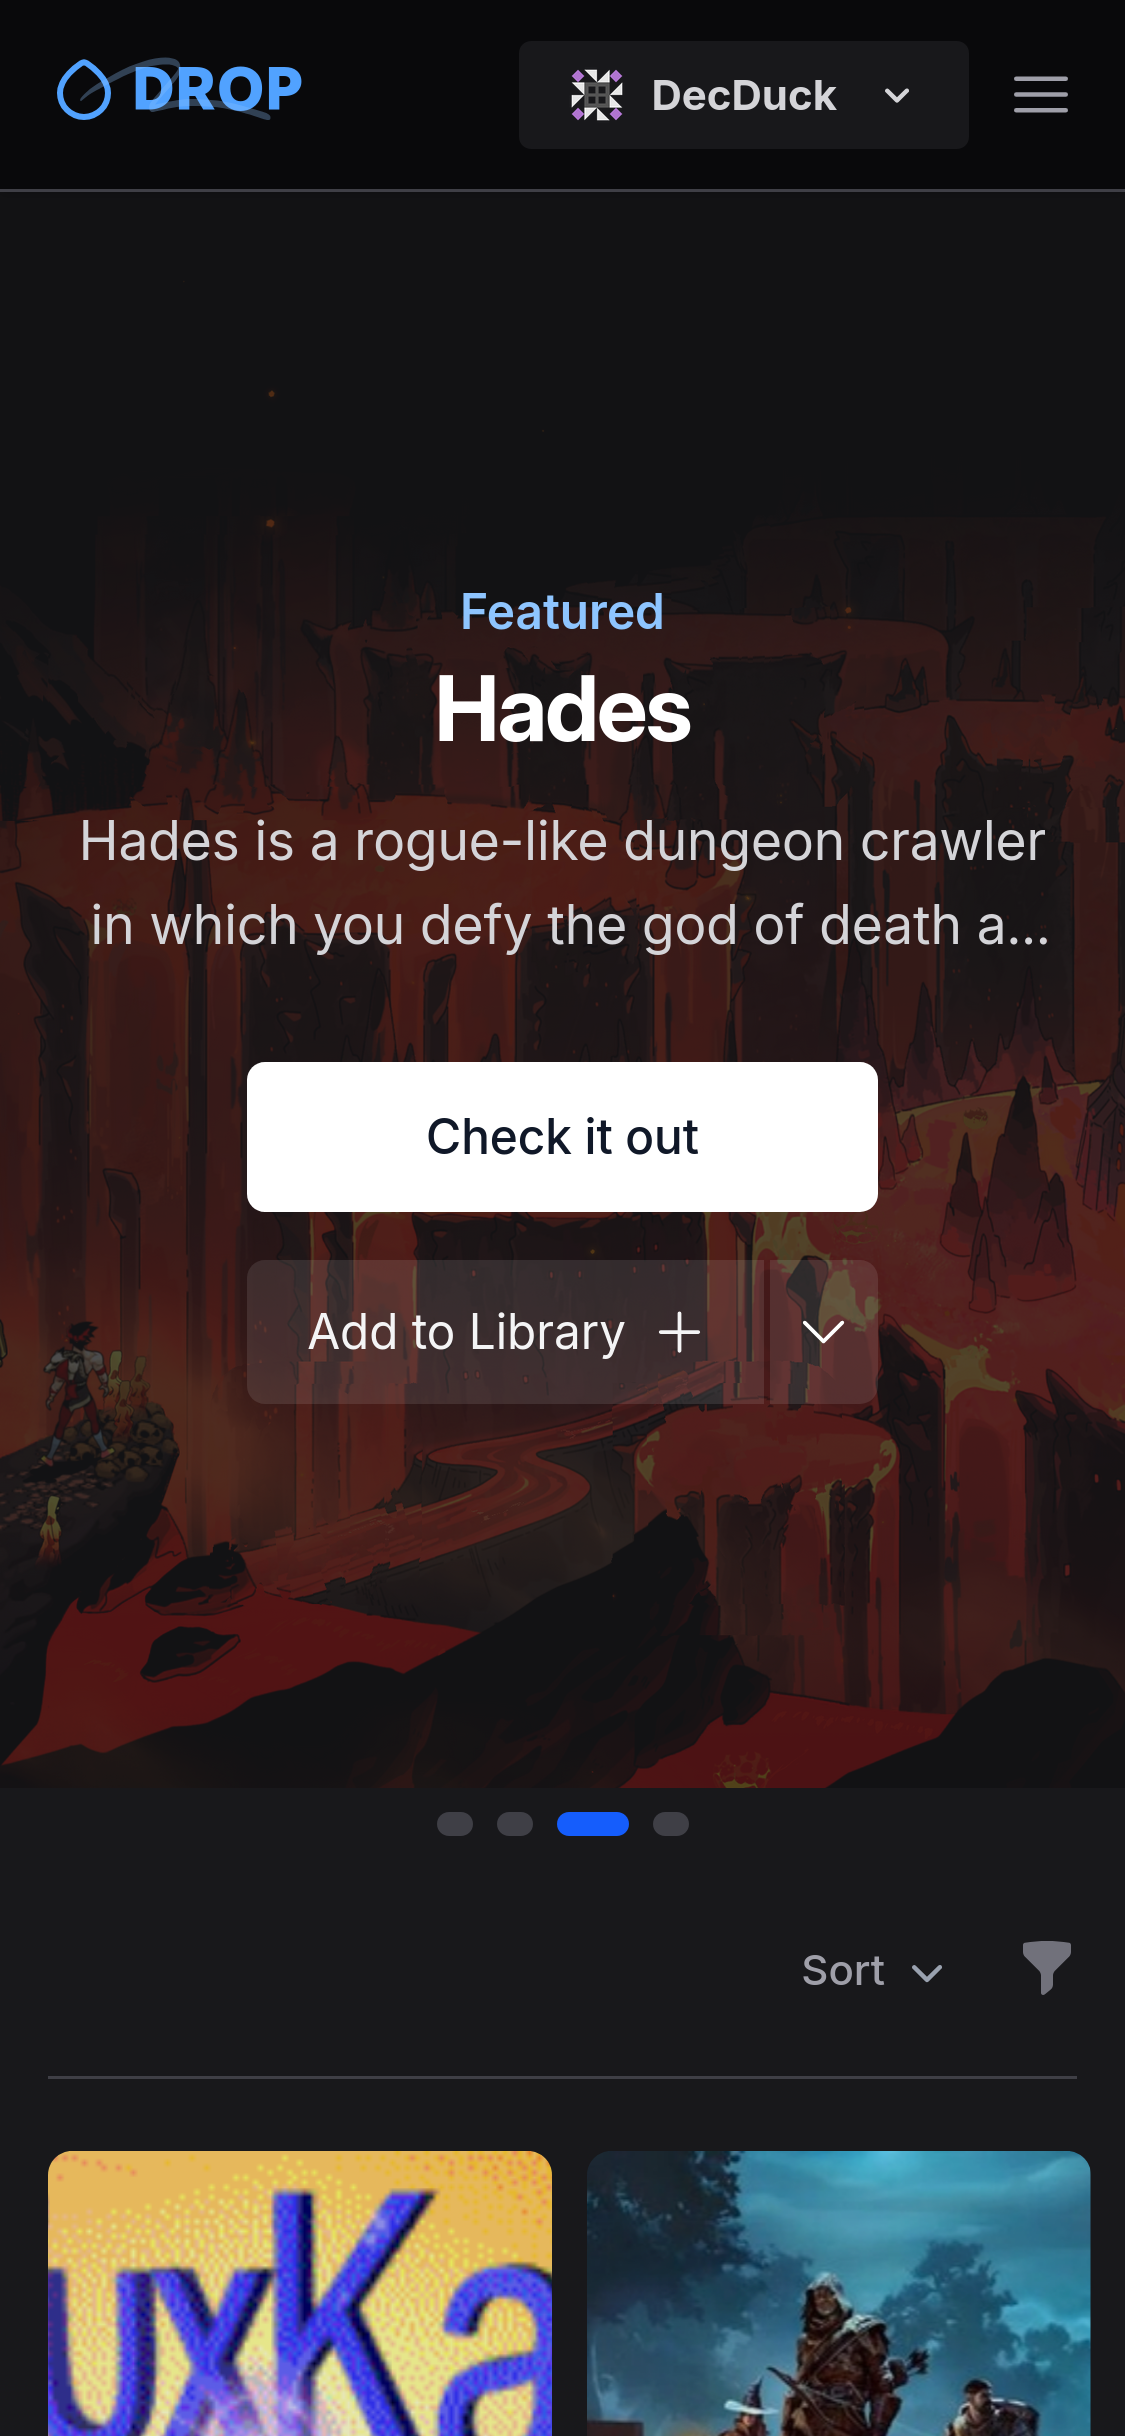 DROP
DecDuck
Featured
Hades
Hades is a rogue-like dungeon crawler
in which you defy the god of death a...
Check it out
Add to Library
Sort
uxKa